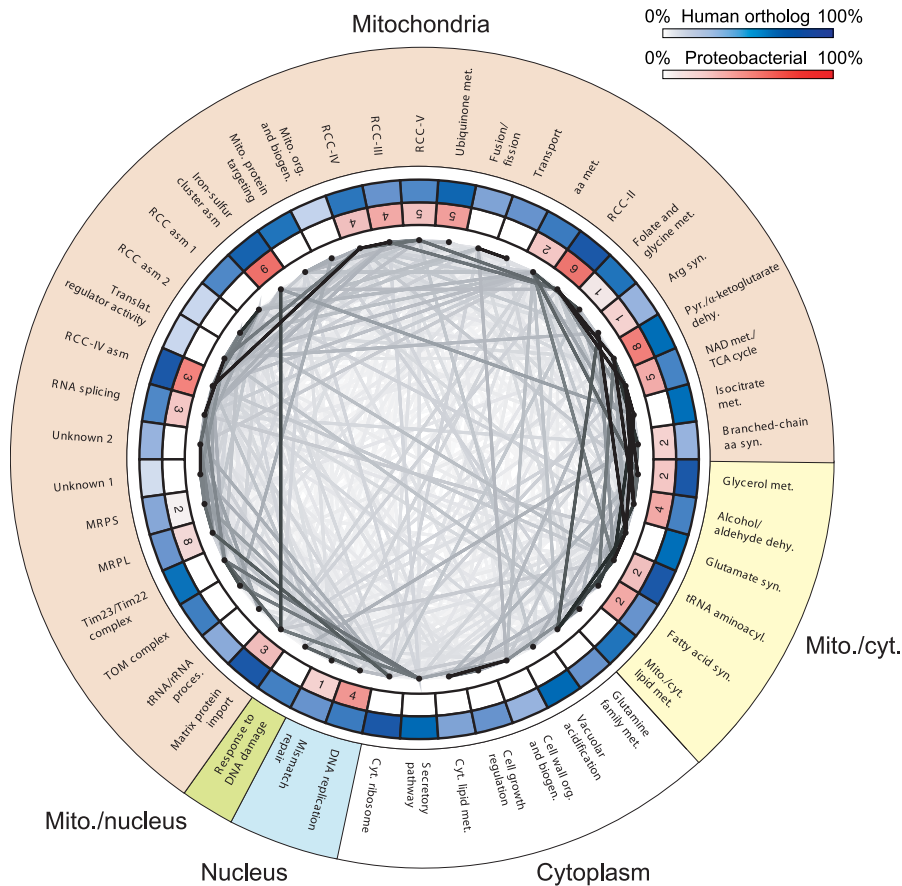 Mitochondria
0% Human ortholog 100%
0% Proteobacterial 100%
Mito. org.
and biogen.
RCC-IV
RCC-III
RCC-V
Ubiquinone met.
Fusion/
fission
Transport
aa met.
RCC-II
Folate and
glycine met.
Arg syn.
Pyr./α-ketoglutarate
dehy.
NAD met./
TCA cycle
Isocitrate
met.
Branched-chain
aa syn.
Glycerol met.
Alcohol/
aldehyde dehy.
Glutamate syn.
tRNA aminoacyl.
Fatty acid syn.
Mito./cyt.
lipid met.
Mito./cyt.
Glutamine
family met.
Vacuolar
acidification
Cell wall org.
and biogen.
Cell growth
regulation
Cyt. lipid met.
Secretory
pathway
Cyt. ribosome
Cytoplasm
DNA replication
Mismatch
repair
Nucleus
Response to
DNA damage
Mito./nucleus
Matrix protein
import
tRNA/rRNA
proces.
TOM complex
Tim23/Tim22
complex
MRPL
MRPS
Unknown 1
Unknown 2
RNA splicing
RCC-IV asm
Translat.
regulator activity
RCC asm 2
RCC asm 1
Iron-sulfur
cluster asm
Mito. protein
targeting
4
4
5
5
2
6
1
1
8
5
2
2
4
2
2
4
1
3
8
2
3
3
9